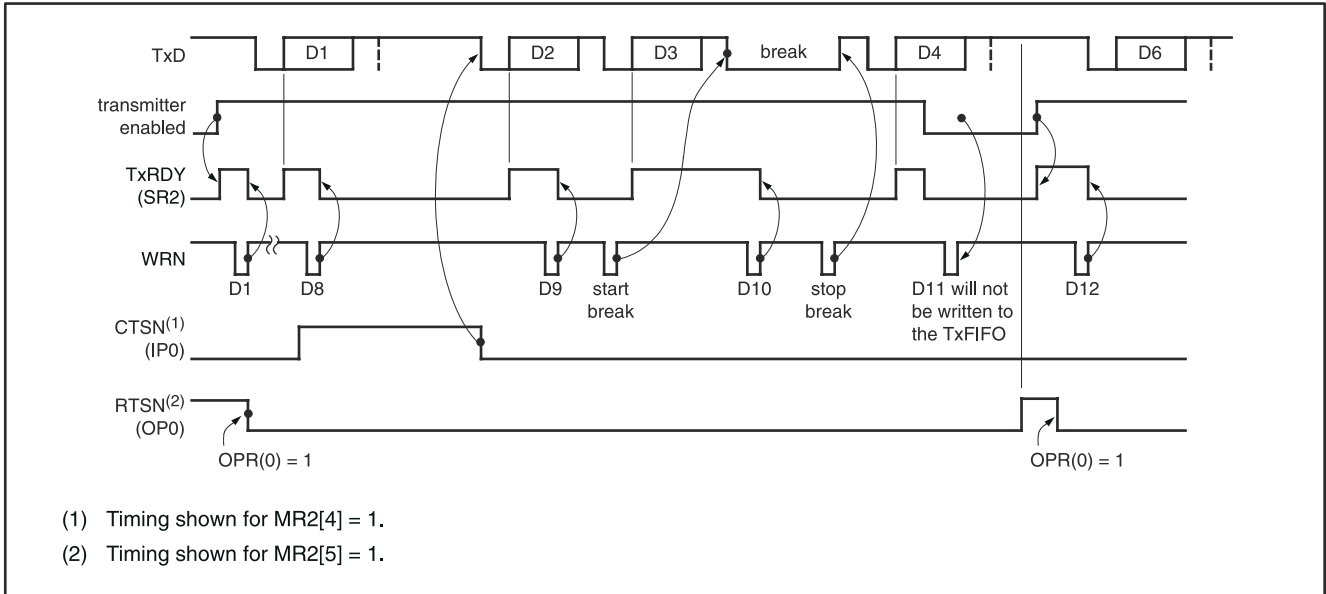 TxD
D1
D2
D3
break
D4
D6
transmitter
enabled
TxRDY
(SR2)
WRN
D1
D8
D9
start
break
D10
stop
break
D11 will not
be written to
the TxFIFO
D12
CTSN(1)
(IP0)
RTSN(2)
(OP0)
OPR(0) = 1
OPR(0) = 1
(1) Timing shown for MR2[4] = 1.
(2) Timing shown for MR2[5] = 1.